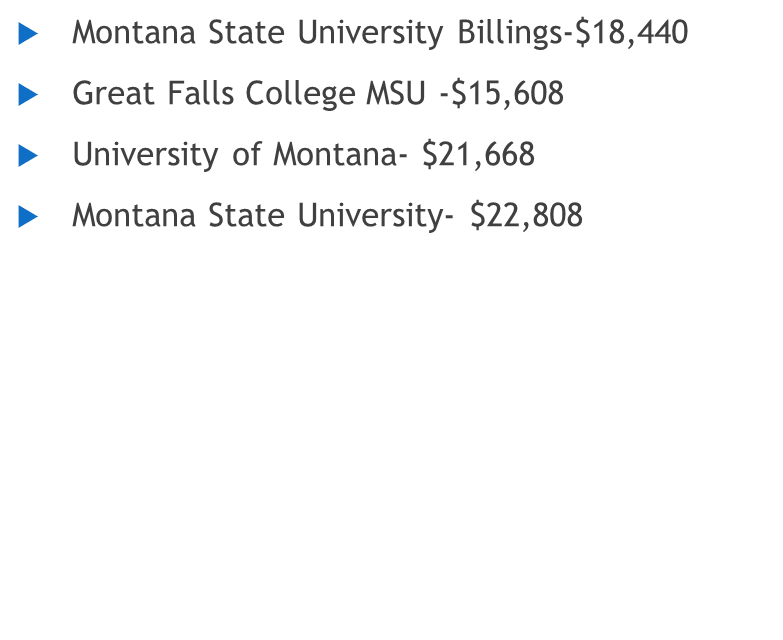 Montana State University Billings-$18,440
Great Falls College MSU -$15,608
University of Montana- $21,668
Montana State University- $22,808